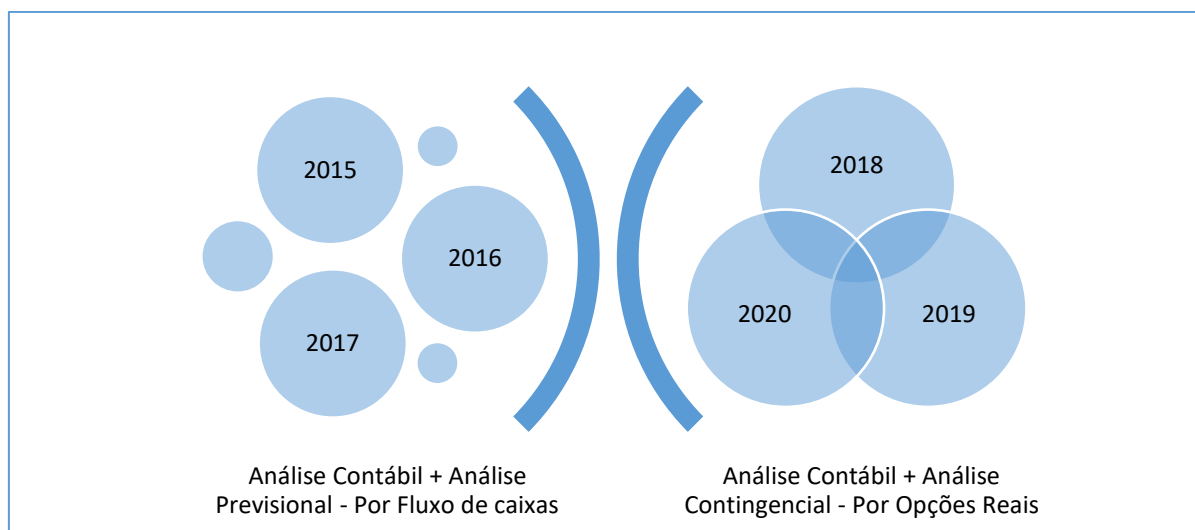 2015
2016
2017
Análise Contábil + Análise
Previsional - Por Fluxo de caixas
2018
2020
2019
Análise Contábil + Análise
Contingencial - Por Opções Reais